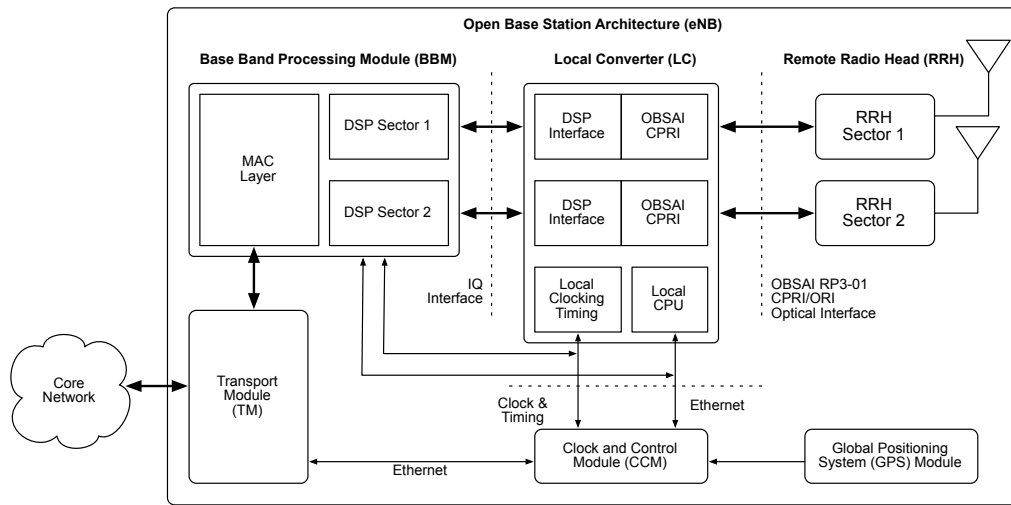 Open Base Station Architecture (eNB)
Base Band Processing Module (BBM)
Local Converter (LC)
Remote Radio Head (RRH)
MAC
Layer
DSP Sector 1
DSP Sector 2
DSP
Interface
OBSAI
CPRI
DSP
Interface
OBSAI
CPRI
RRH
Sector 1
RRH
Sector 2
IQ
Interface
Local
Clocking
Timing
Local
CPU
OBSAI RP3-01
CPRI/ORI
Optical Interface
Core
Network
Transport
Module
(TM)
Clock &
Timing
Ethernet
Ethernet
Clock and Control
Module (CCM)
Global Positioning
System (GPS) Module